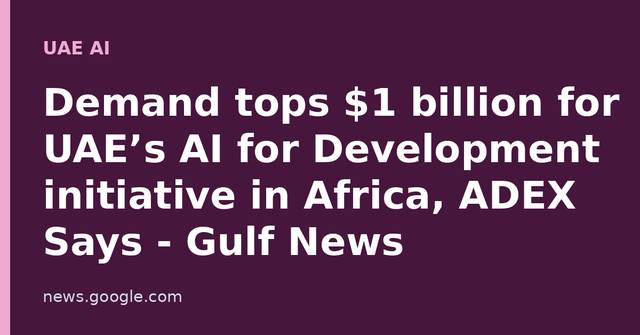 UAE AI
Demand tops $1 billion for
UAE’s AI for Development
initiative in Africa, ADEX
Says - Gulf News
news.google.com